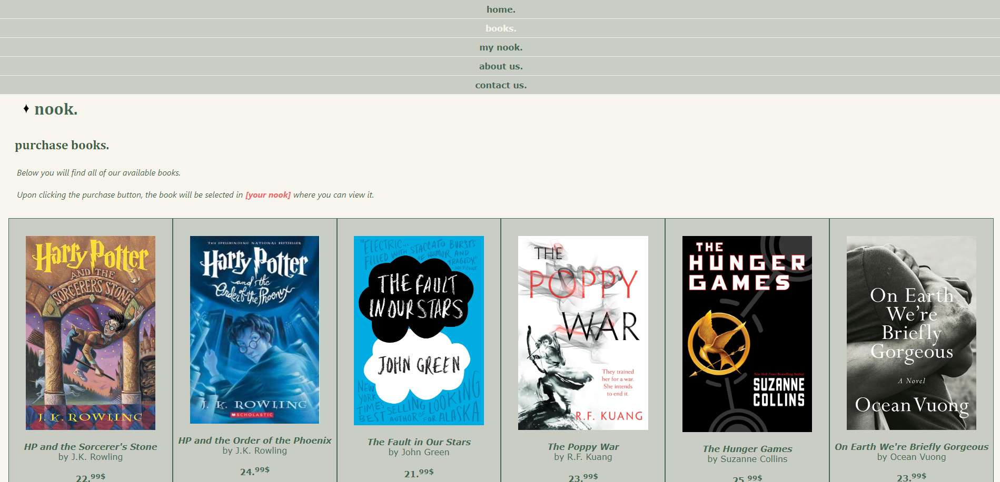 home.
books.
my nook.
about us.
contact us.
nook.
purchase books.
Below you will find all of our available books.
Upon clicking the purchase button, the book will be selected in [your nook] where you can view it.
Harry Potter
AND THE
SORCERER'S STONE
J. K. ROWLING
HP and the Sorcerer's Stone
by J.K. Rowling
22.99$
THE SPELLBINDING NATIONAL BESTSELLER
Harry Potter
and the
Order of the Phoenix
J. K. ROWLING
SCHOLASTIC
HP and the Order of the Phoenix
by J.K. Rowling
24.99$
"ELECTRIC... STACCATO BURSTS
FILLED WITH OF HUMOR AND
TRAGEDY."
-JODI PICOULT
THE FAULT
IN OUR STARS
JOHN GREEN
NEW
YORK
TIMES
BEST SELLING
AUTHOR OF
LOOKING
FOR ALASKA
The Fault in Our Stars
by John Green
21.99$
THE
POPPY
WAR
They trained
her for a war.
She intends
to end it.
R.F. KUANG
The Poppy War
by R.F. Kuang
23.99$
THE
HUNGER
GAMES
New York Times Bestselling Author
SUZANNE
COLLINS
The Hunger Games
by Suzanne Collins
25.99$
On Earth
We're
Briefly
Gorgeous
A Novel
Ocean Vuong
On Earth We're Briefly Gorgeous
by Ocean Vuong
23.99$